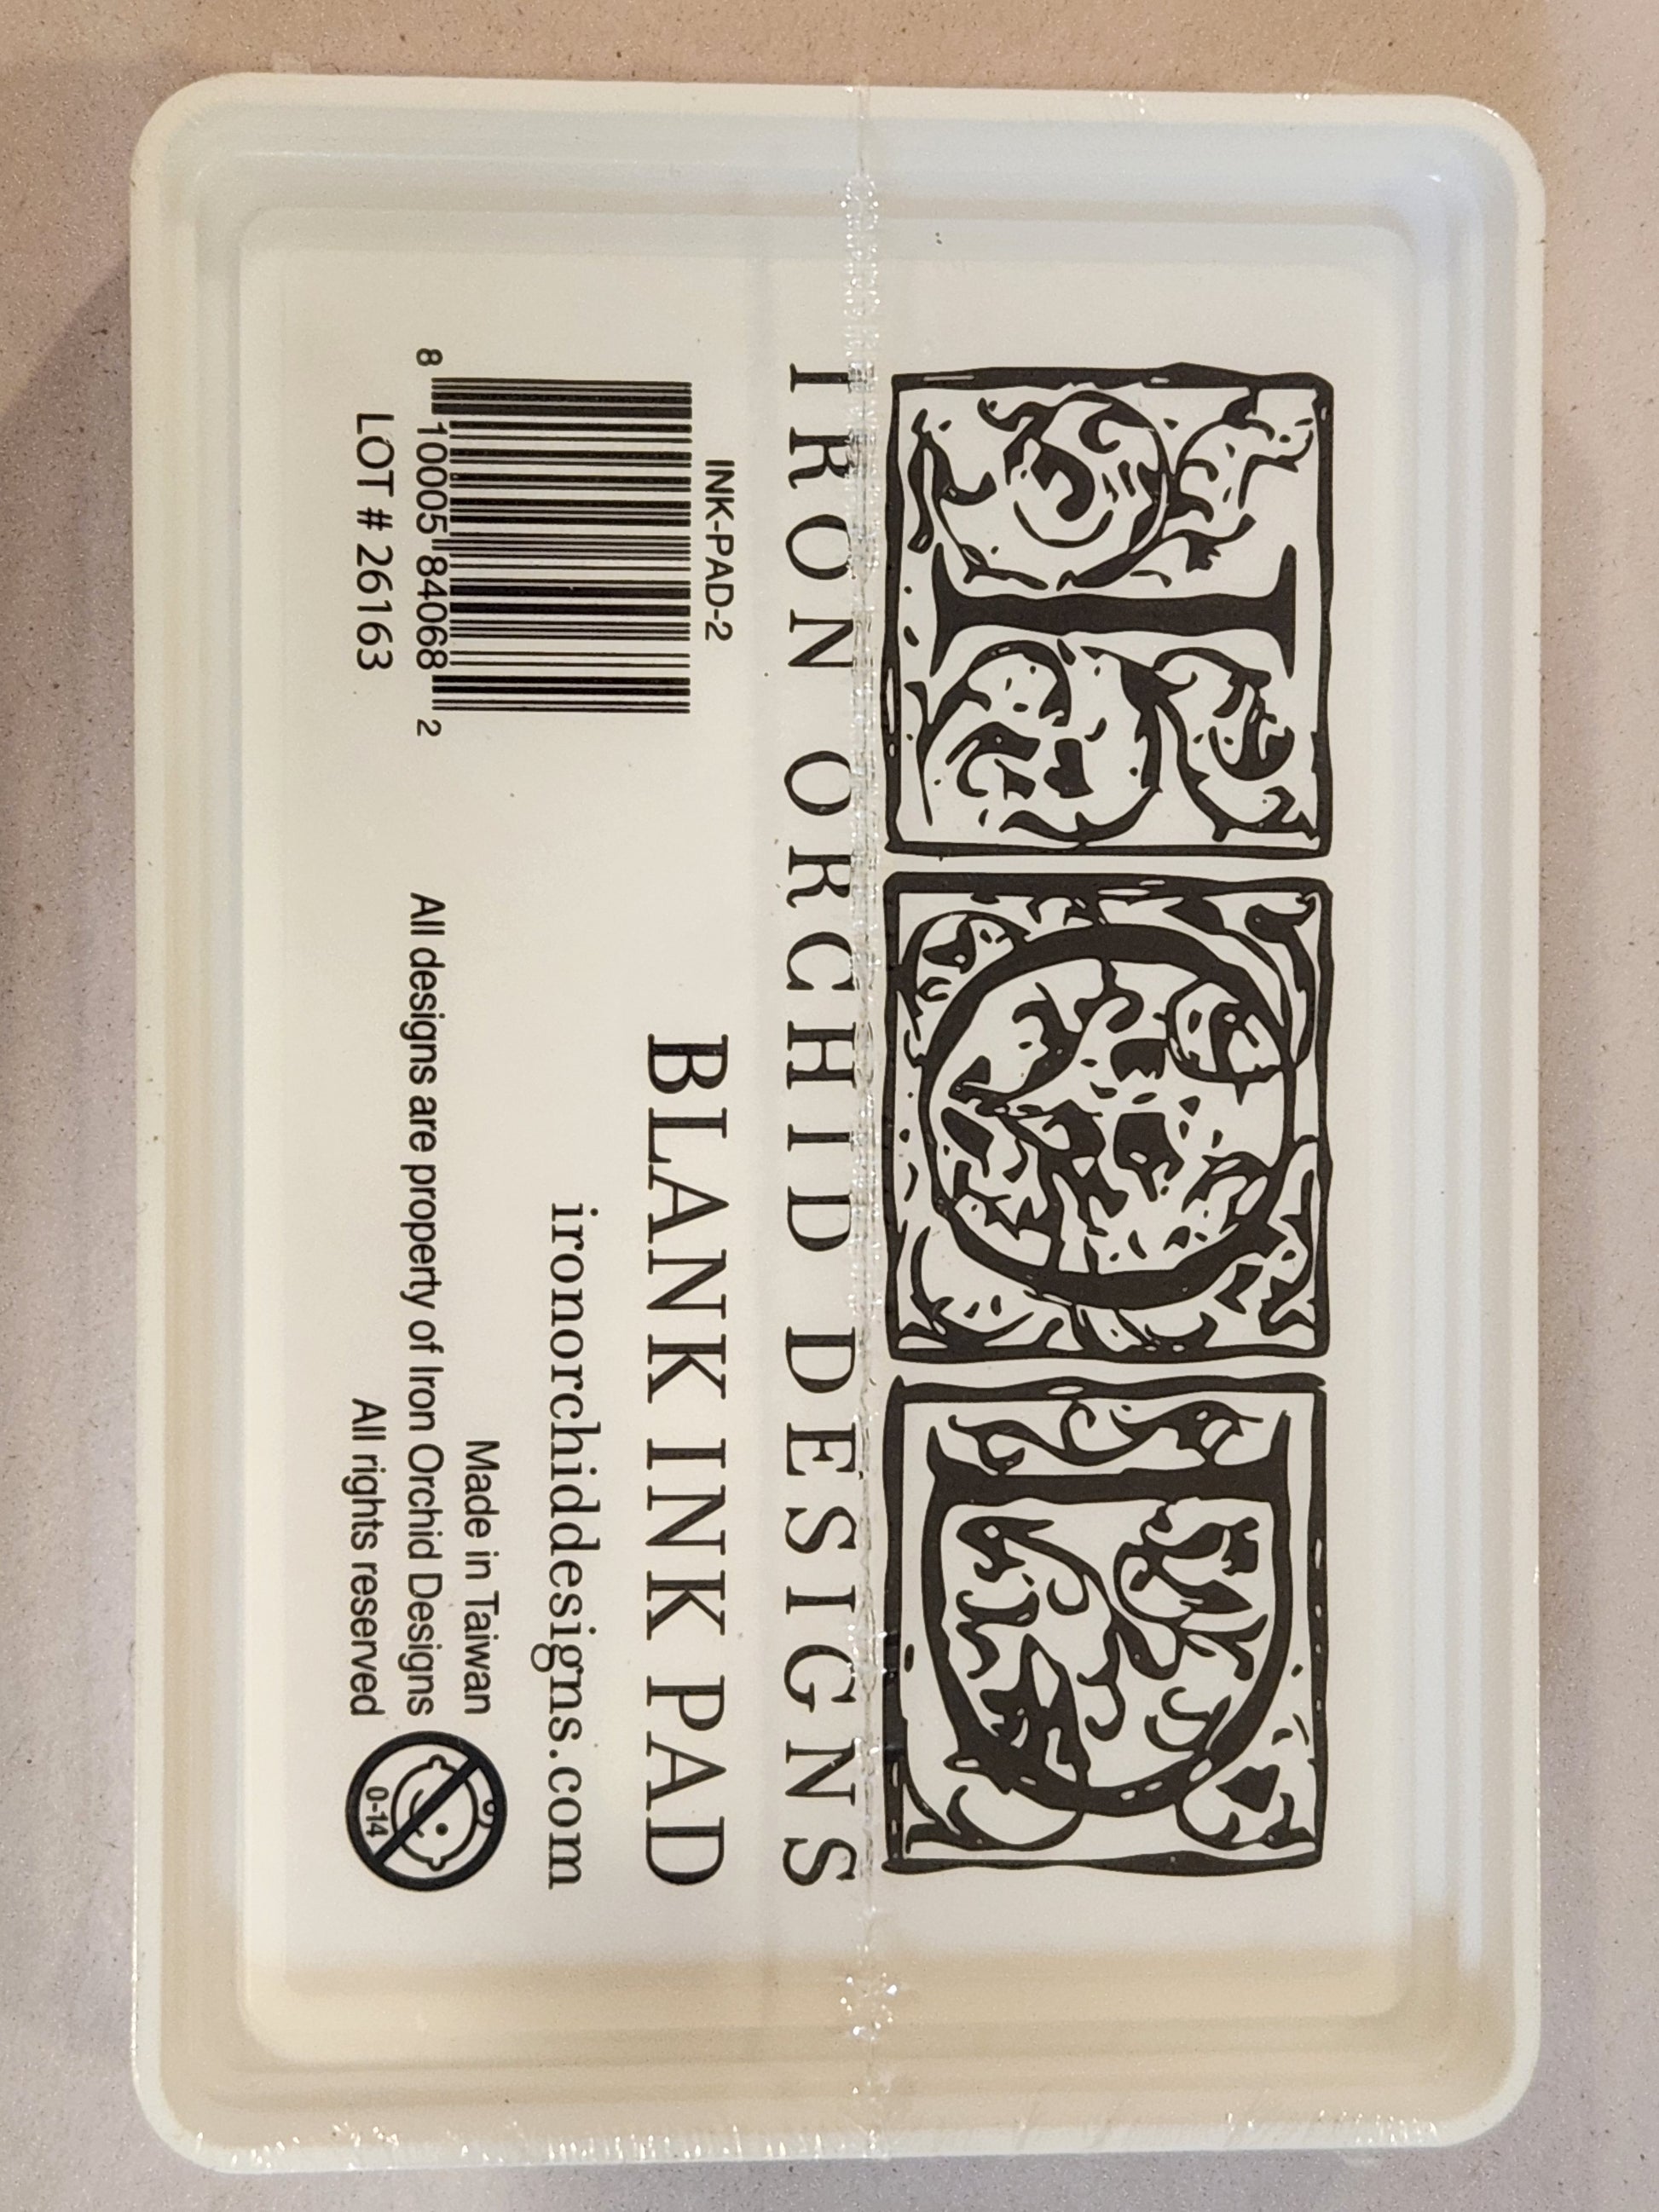 IOD
IRON ORCHID DESIGNS
INK-PAD-2
BLANK INK PAD
ironorchiddesigns.com
8 10005 84068 2
LOT # 26163
Made in Taiwan
All designs are property of Iron Orchid Designs
All rights reserved
0-14